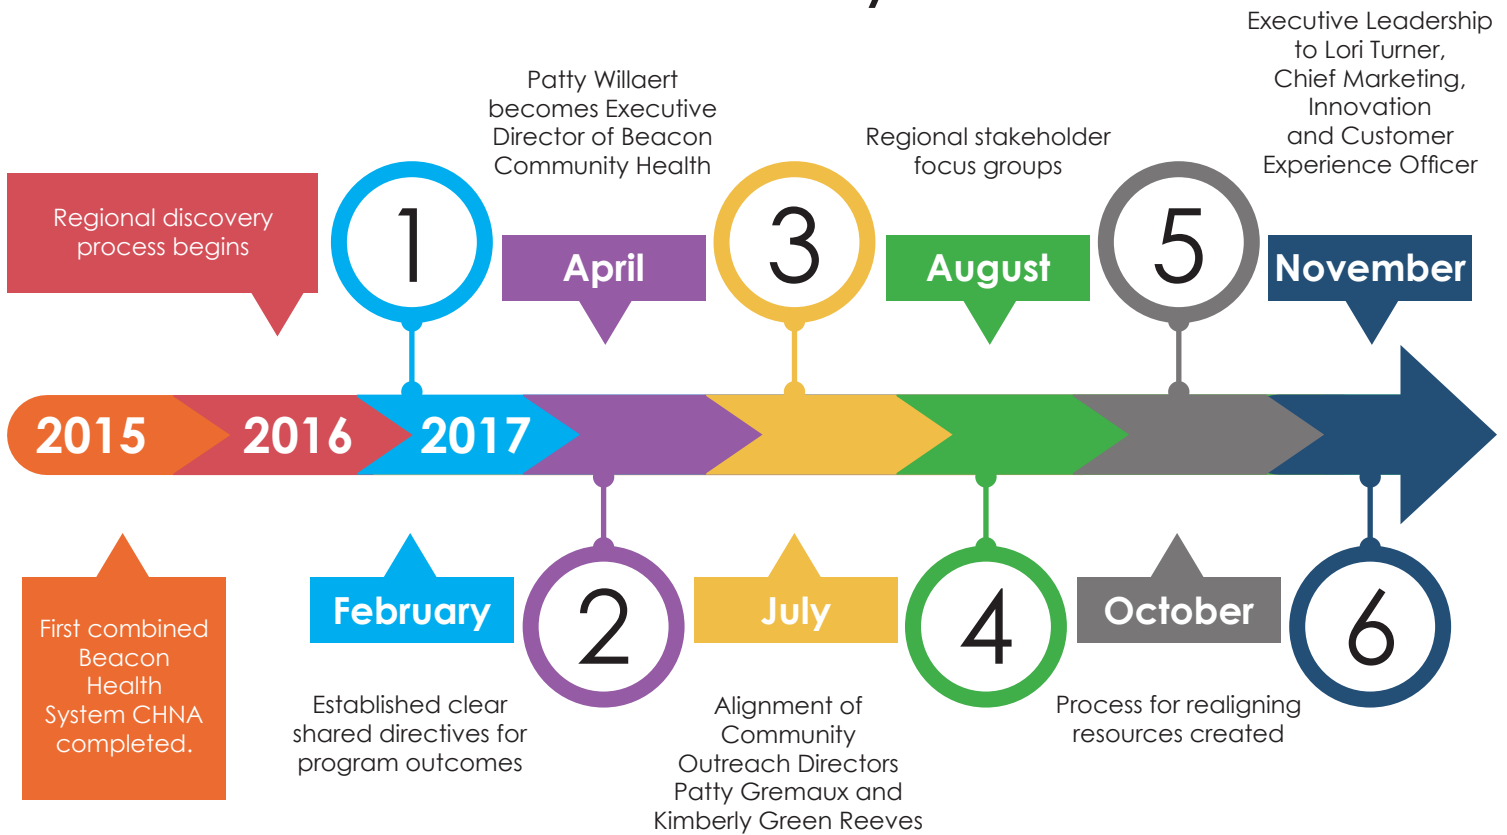 Executive Leadership
to Lori Turner,
Chief Marketing,
Innovation
and Customer
Experience Officer
Patty Willaert
becomes Executive
Director of Beacon
Community Health
Regional stakeholder
focus groups
Regional discovery
process begins
1
April
3
August
5
November
2015
2016
2017
First combined
Beacon
Health
System CHNA
completed.
February
2
July
4
October
6
Established clear
shared directives for
program outcomes
Alignment of
Community
Outreach Directors
Patty Gremaux and
Kimberly Green Reeves
Process for realigning
resources created